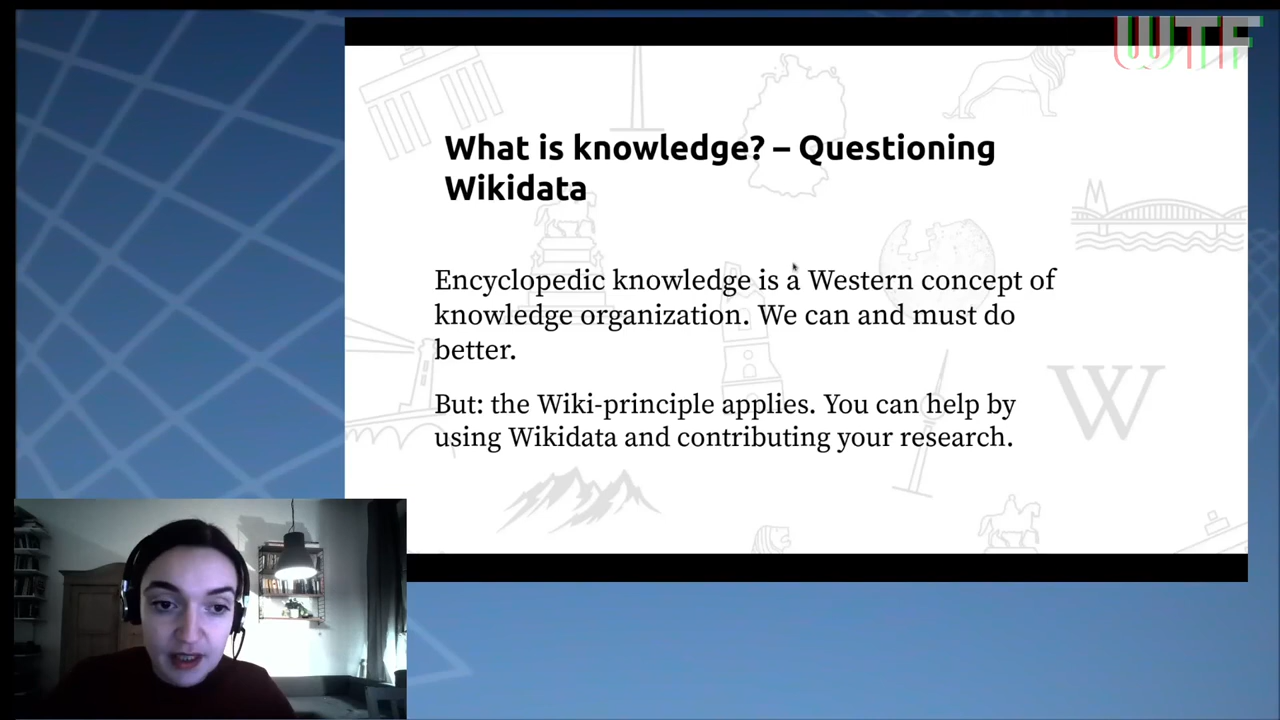 WTF
What is knowledge? – Questioning
Wikidata
Encyclopedic knowledge is a Western concept of
knowledge organization. We can and must do
better.
But: the Wiki-principle applies. You can help by
using Wikidata and contributing your research.
W